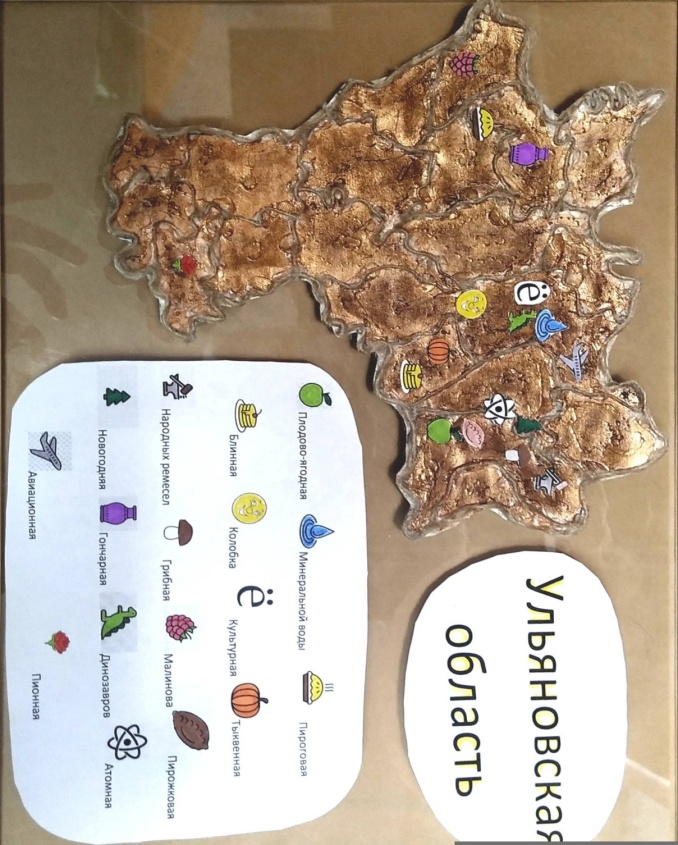 Ульяновская
область
ё
Плодово-ягодная Минеральной воды Пироговая
Блинная Колобка ё Культурная Тыквенная
Народных ремесел Грибная Малинова Пирожковая
Новогодняя Гончарная Динозавров Атомная
Авиационная Пионная